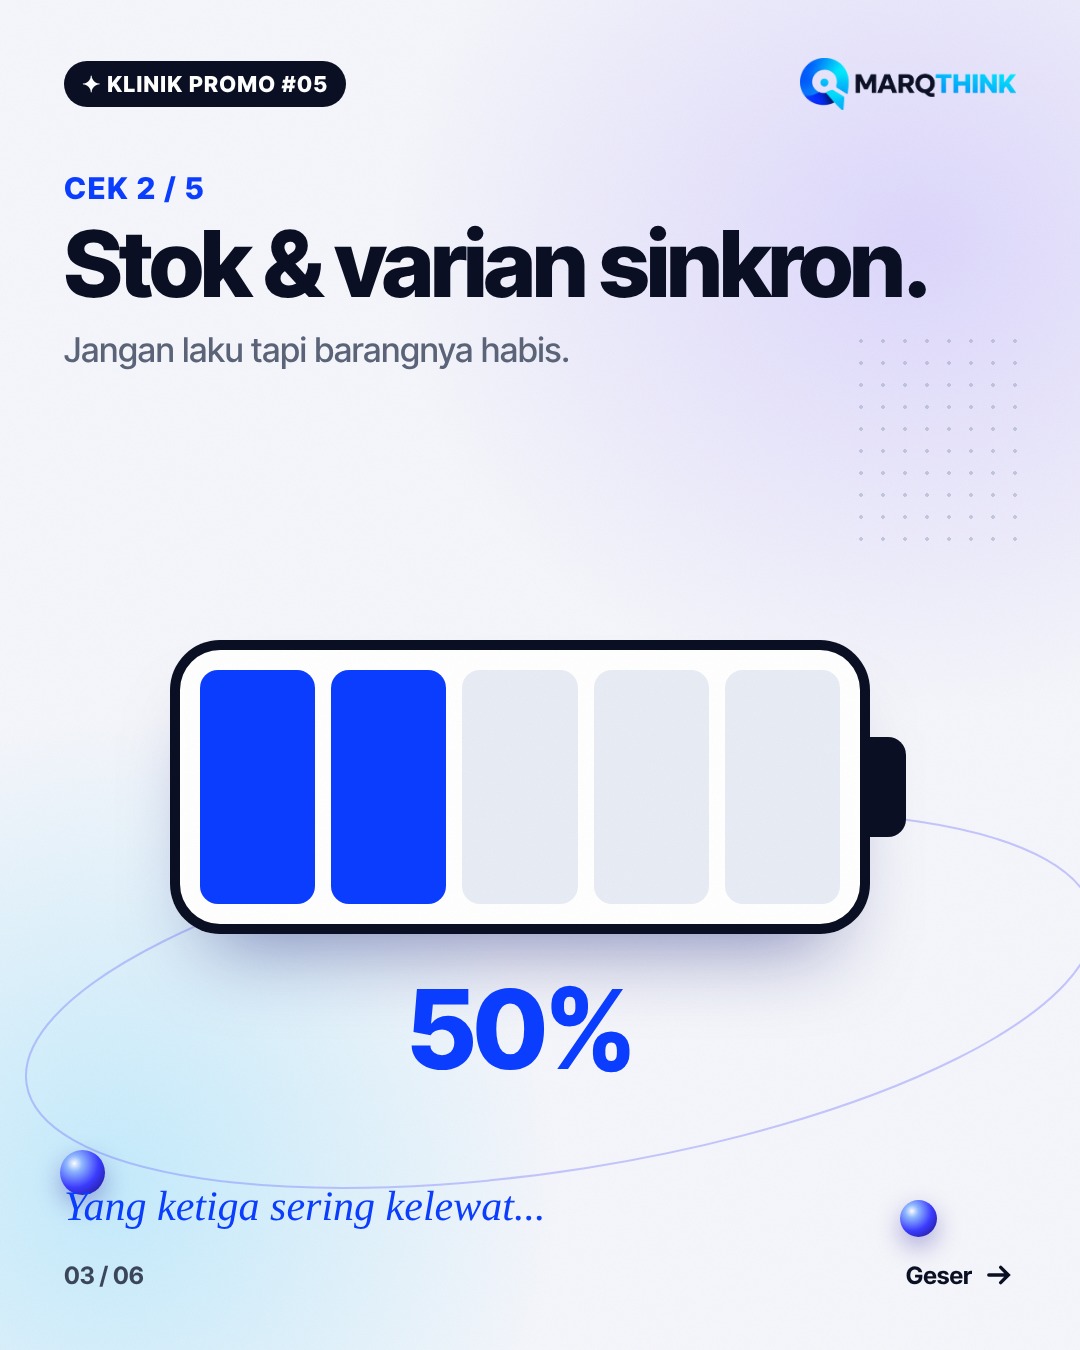 ✦ KLINIK PROMO #05
MARQTHINK
CEK 2 / 5
Stok & varian sinkron.
Jangan laku tapi barangnya habis.
50%
Yang ketiga sering kelewat...
03 / 06
Geser →